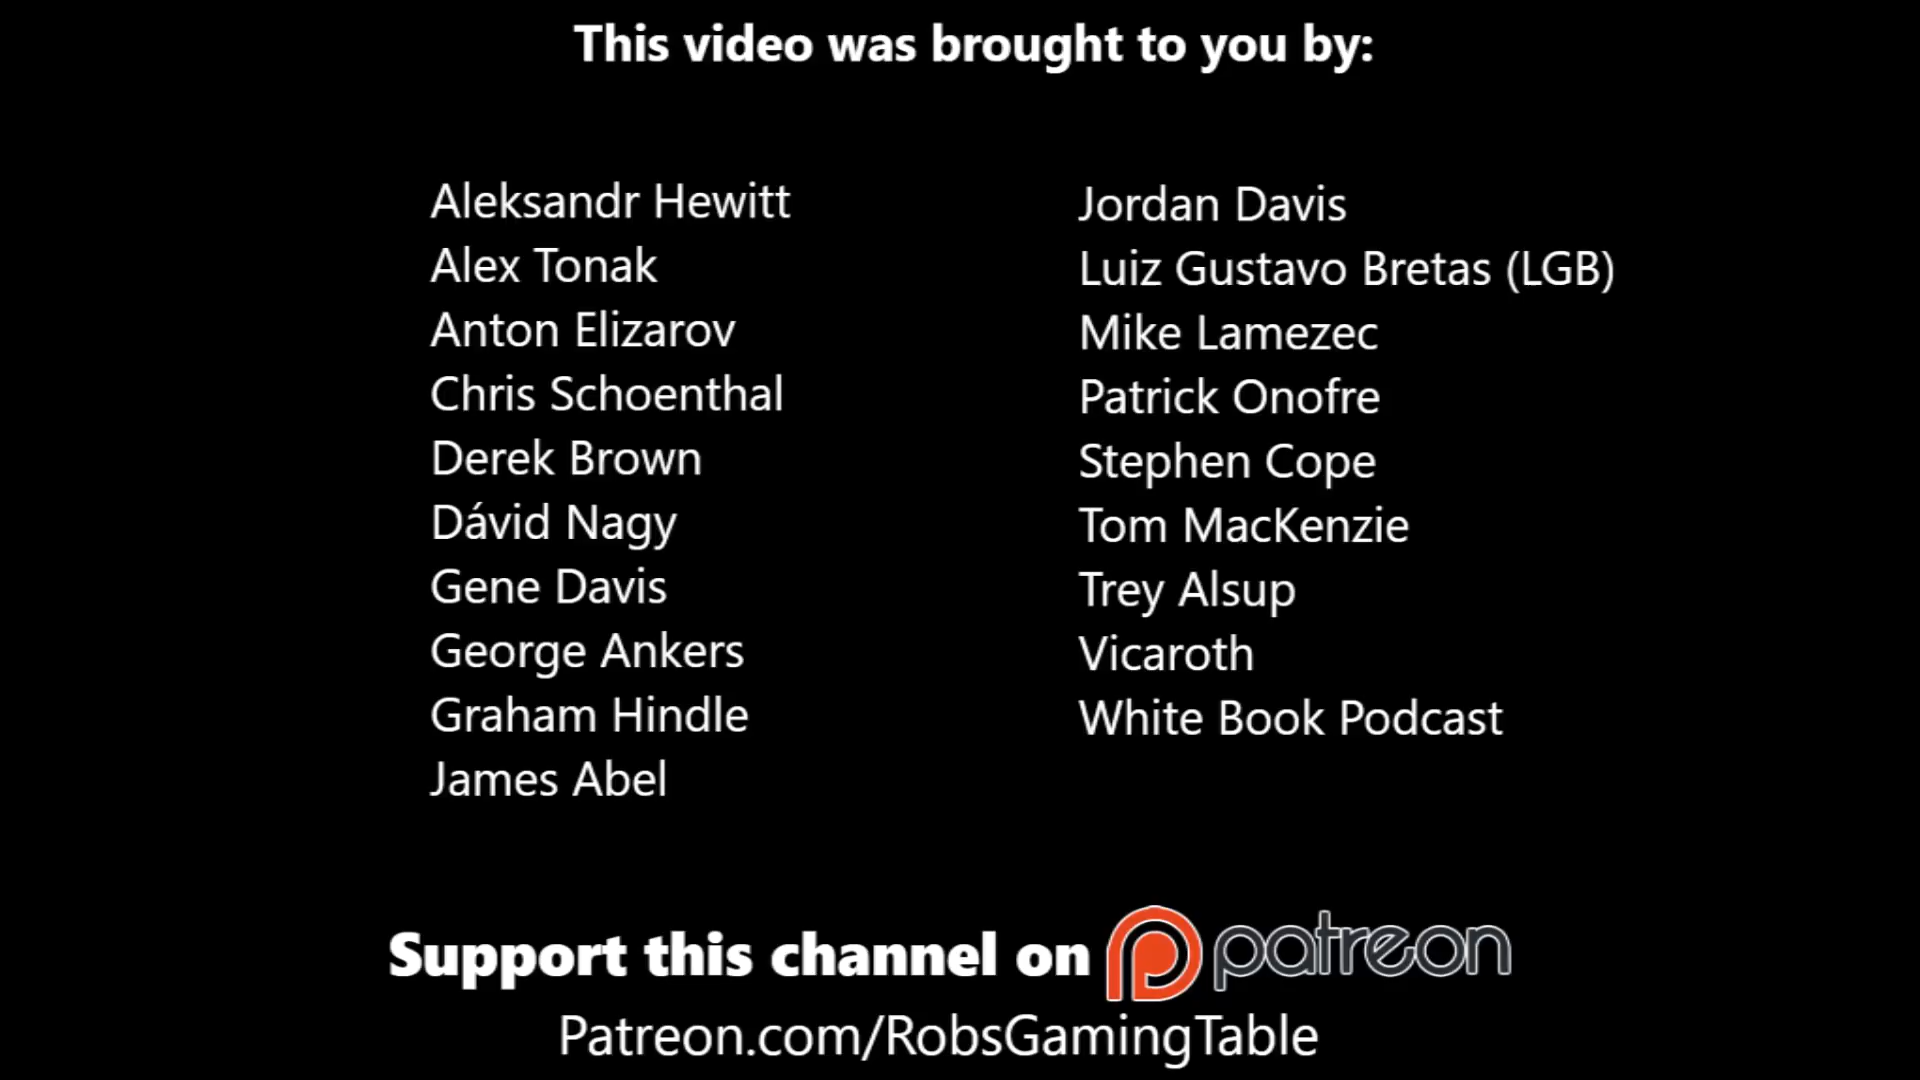 This video was brought to you by:
Aleksandr Hewitt
Alex Tonak
Anton Elizarov
Chris Schoenthal
Derek Brown
Dávid Nagy
Gene Davis
George Ankers
Graham Hindle
James Abel
Jordan Davis
Luiz Gustavo Bretas (LGB)
Mike Lamezec
Patrick Onofre
Stephen Cope
Tom MacKenzie
Trey Alsup
Vicaroth
White Book Podcast
Support this channel on patreon
Patreon.com/RobsGamingTable